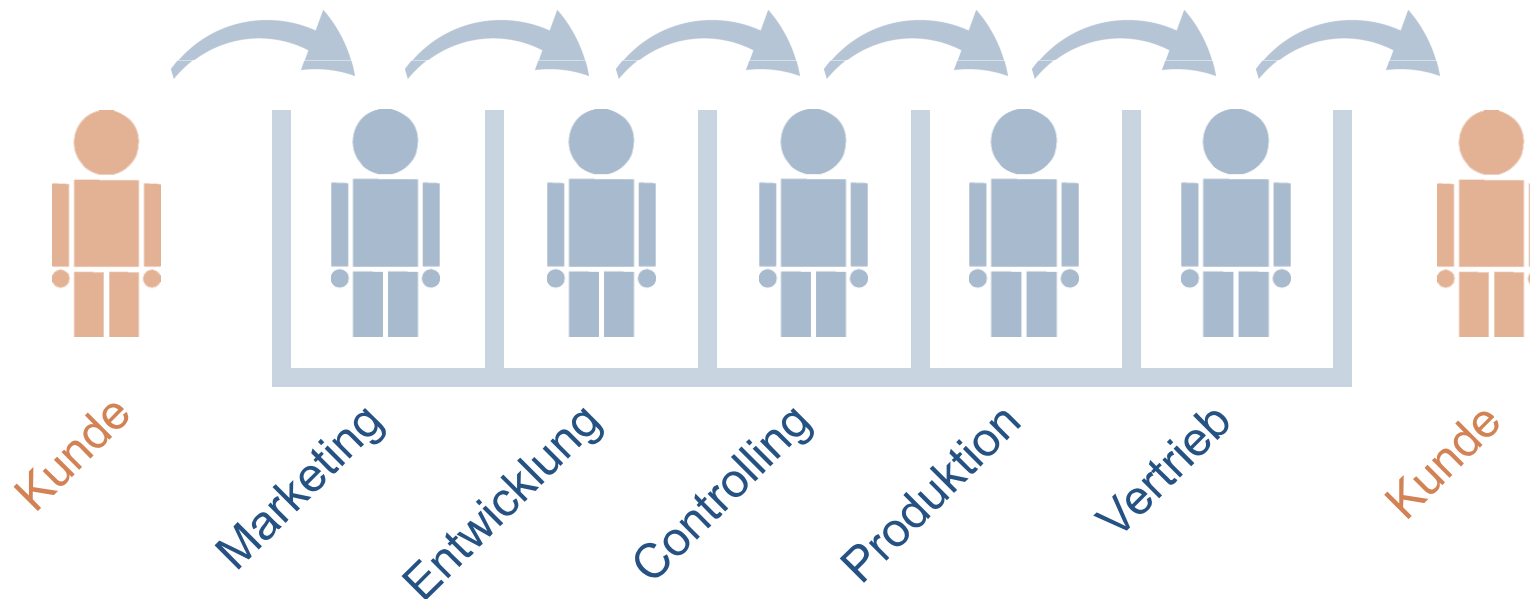 Kunde
Marketing
Entwicklung
Controlling
Produktion
Vertrieb
Kunde